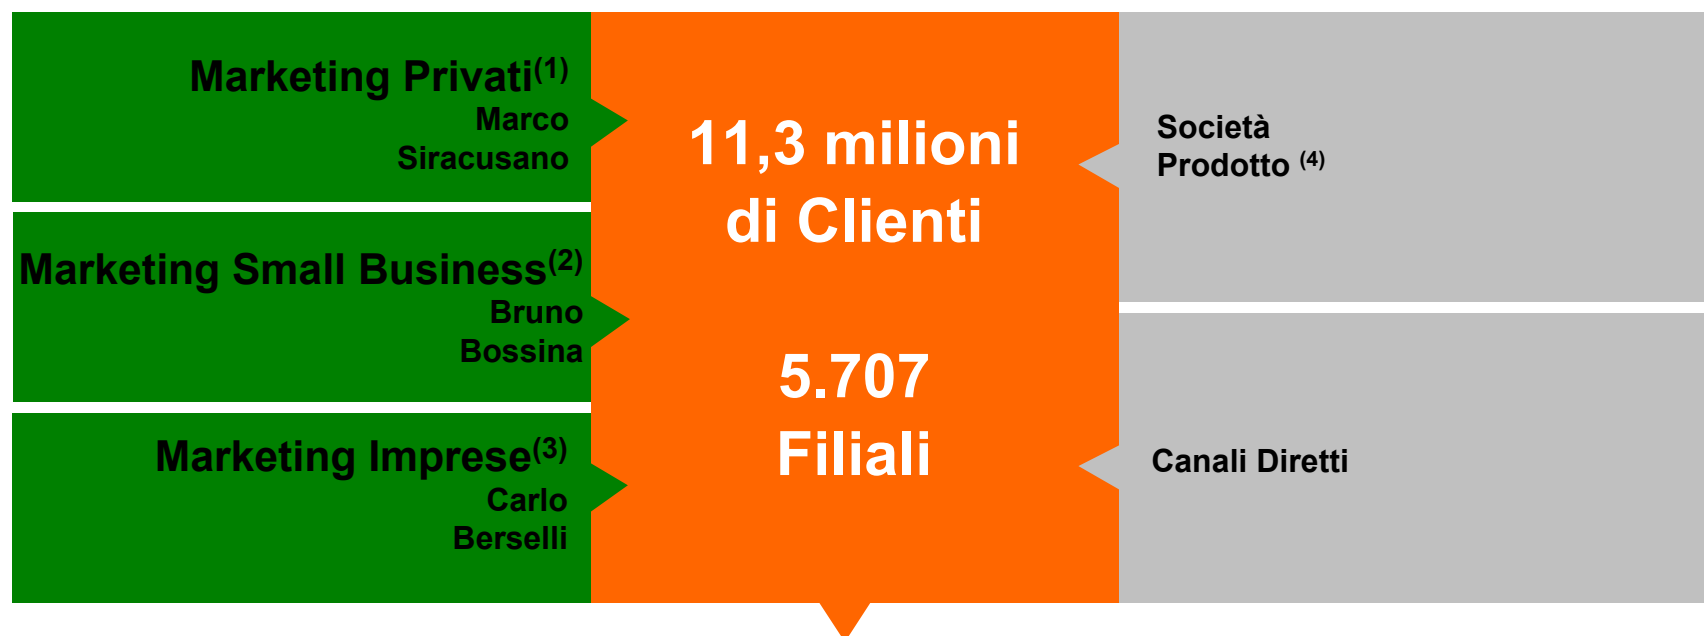 Marketing Privati(1)
Marco
Siracusano
Marketing Small Business(2)
Bruno
Bossina
Marketing Imprese(3)
Carlo
Berselli
11,3 milioni
di Clienti
5.707
Filiali
Società
Prodotto (4)
Canali Diretti